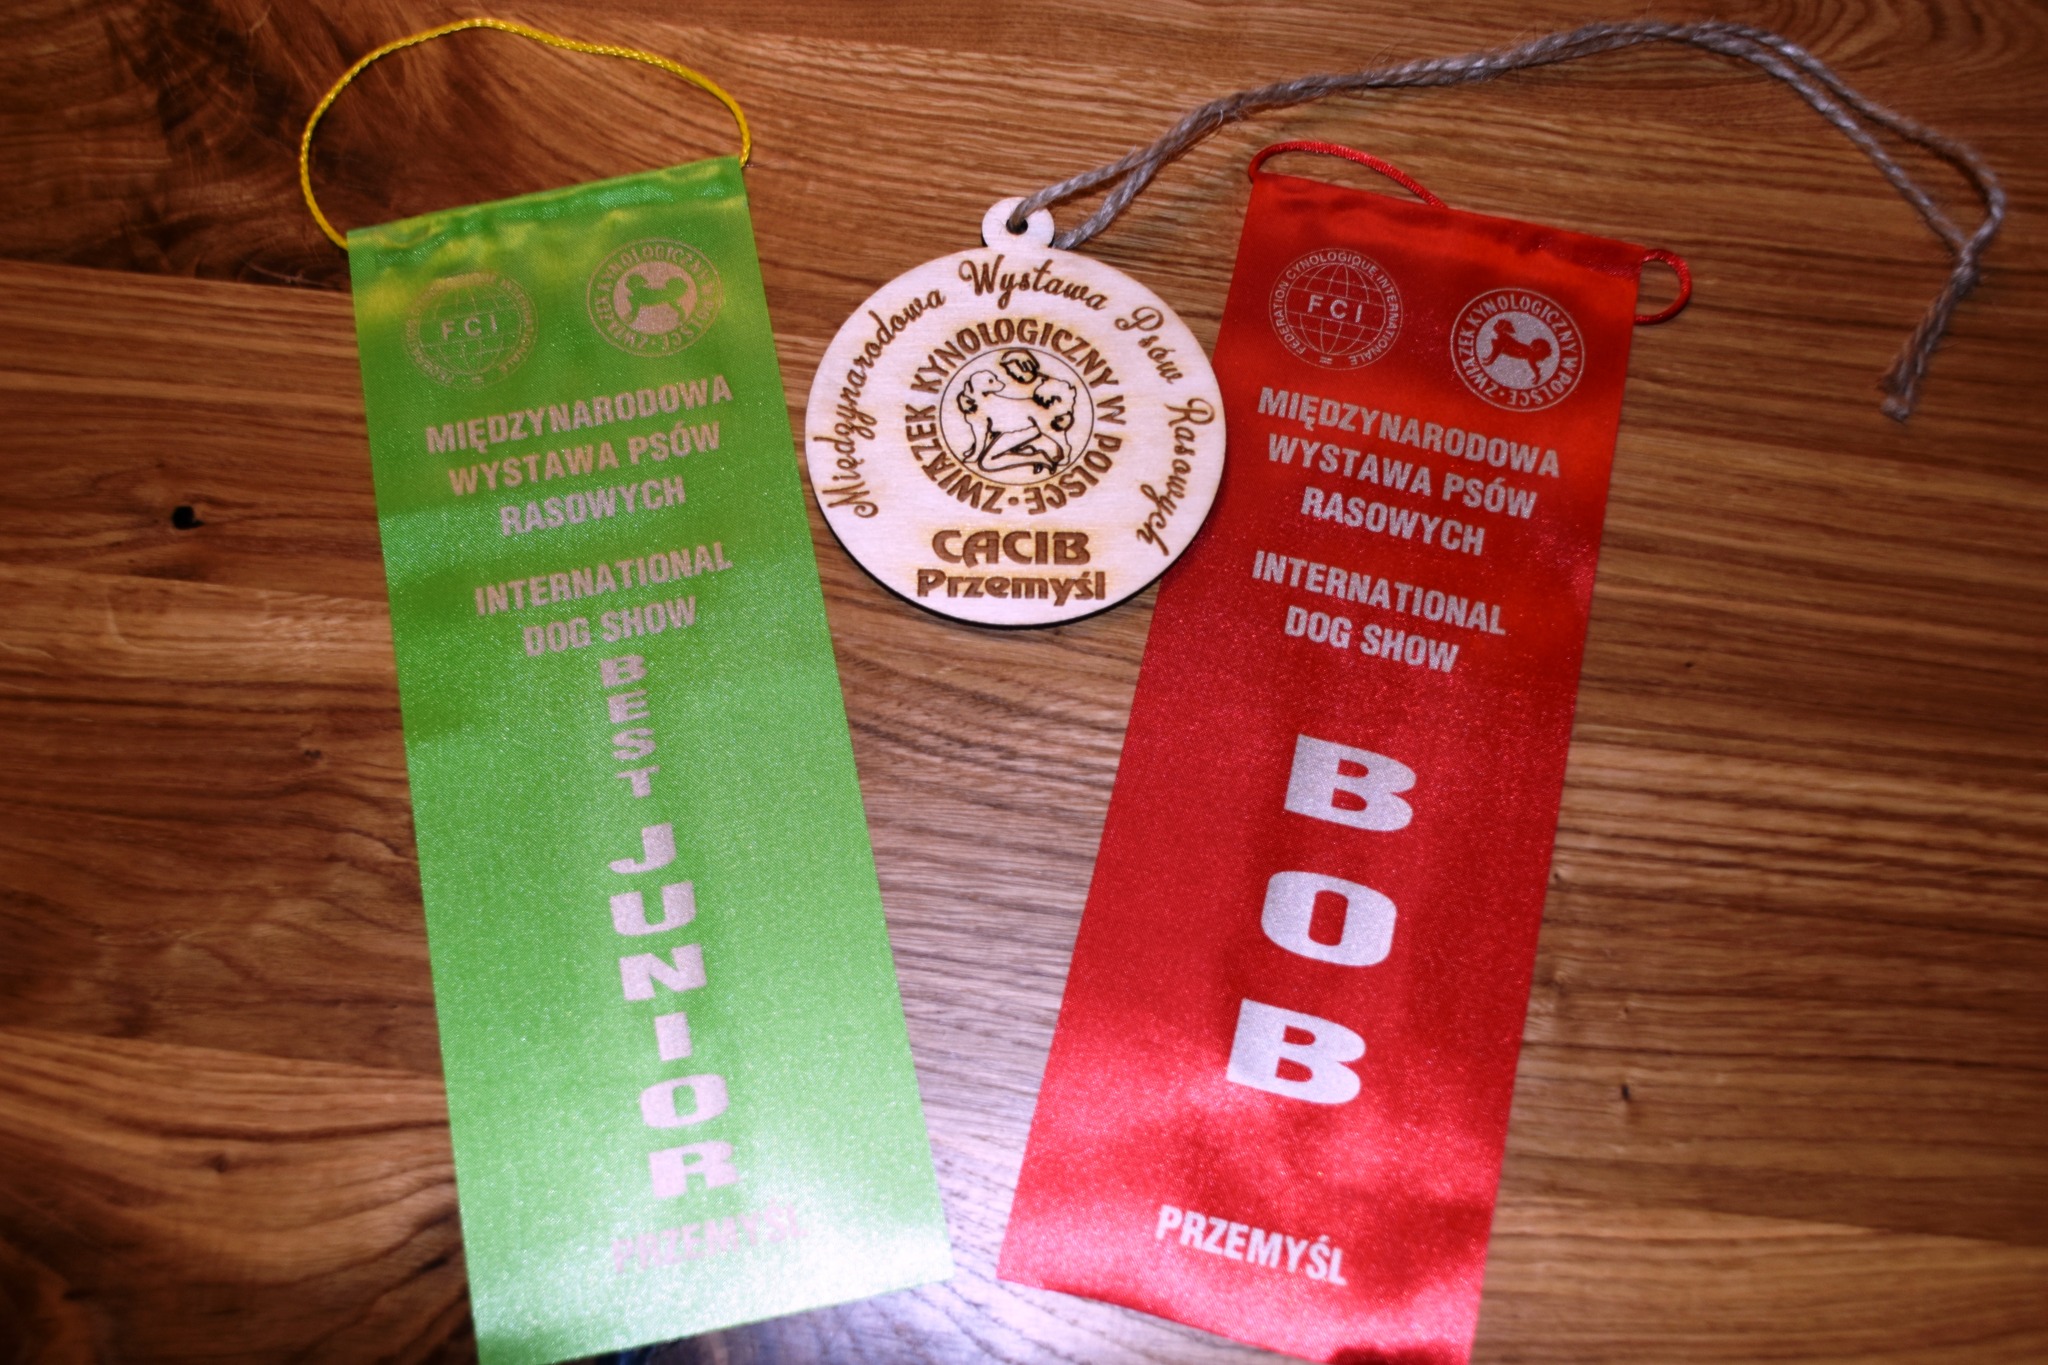 FCI
ZWIĄZEK KYNOLOGICZNY W POLSCE
MIĘDZYNARODOWA
WYSTAWA PSÓW
RASOWYCH
INTERNATIONAL
DOG SHOW
BEST
JUNIOR
PRZEMYŚL
Międzynarodowa Wystawa Psów Rasowych
ZWIĄZEK KYNOLOGICZNY W POLSCE
CACIB
Przemyśl
FEDERATION CYNOLOGIQUE INTERNATIONALE
FCI
ZWIĄZEK KYNOLOGICZNY W POLSCE
MIĘDZYNARODOWA
WYSTAWA PSÓW
RASOWYCH
INTERNATIONAL
DOG SHOW
BOB
PRZEMYŚL